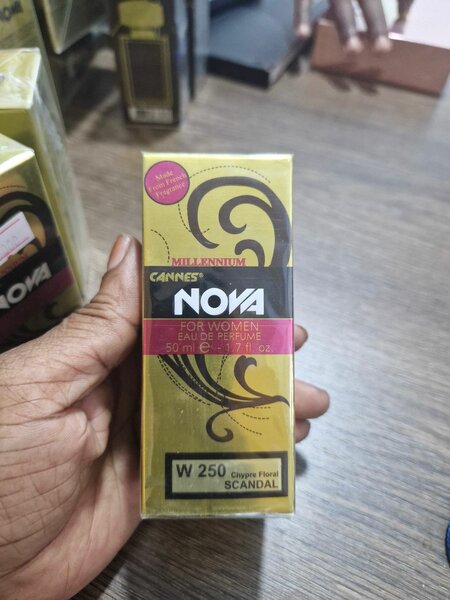 Made
From French
Fragrance
MILLENNIUM
CANNES®
NOVA
FOR WOMEN
EAU DE PERFUME
50 ml e - 1.7 fl. oz.
W 250 Chypre Floral
SCANDAL
NOVA